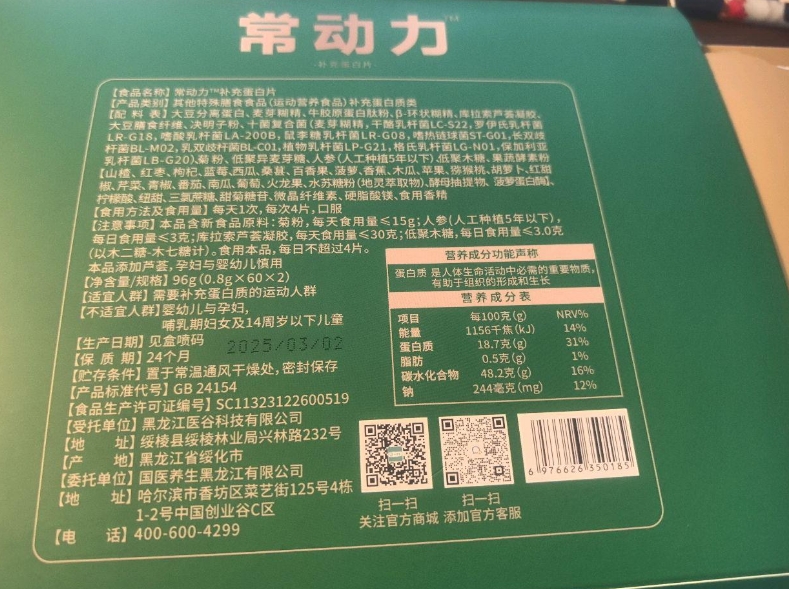 常动力™
·补充蛋白片·
【食品名称】常动力™补充蛋白片
【产品类别】其他特殊膳食食品(运动营养食品)补充蛋白质类
【配 料 表】大豆分离蛋白、麦芽糊精、牛胶原蛋白肽粉、β-环状糊精、库拉索芦荟凝胶、
大豆膳食纤维、决明子粉、十菌复合菌(麦芽糊精,干酪乳杆菌LC-S22,罗伊氏乳杆菌
LR-G18,嗜酸乳杆菌LA-200B,鼠李糖乳杆菌LR-G08,嗜热链球菌ST-G01,长双歧
杆菌BL-M02,乳双歧杆菌BL-C01,植物乳杆菌LP-G21,格氏乳杆菌LG-N01,保加利亚
乳杆菌LB-G20)、菊粉、低聚异麦芽糖、人参(人工种植5年以下)、低聚木糖、果蔬酵素粉
(山楂、红枣、枸杞、蓝莓、西瓜、桑葚、百香果、菠萝、香蕉、木瓜、苹果、猕猴桃、胡萝卜、红甜
椒、芹菜、青椒、番茄、南瓜、葡萄、火龙果、水苏糖粉(地灵萃取物)、酵母抽提物、菠萝蛋白酶)、
柠檬酸、纽甜、三氯蔗糖、甜菊糖苷、微晶纤维素、硬脂酸镁、食用香精
【食用方法及食用量】每天1次,每次4片,口服
【注意事项】本品含新食品原料:菊粉,每天食用量≤15g;人参(人工种植5年以下),
每日食用量≤3克;库拉索芦荟凝胶,每天食用量≤30克;低聚木糖,每日食用量≤3.0克
(以木二糖-木七糖计)。食用本品,每日不超过4片。
本品添加芦荟,孕妇与婴幼儿慎用
【净含量/规格】96g(0.8g×60×2)
【适宜人群】需要补充蛋白质的运动人群
【不适宜人群】婴幼儿与孕妇,
哺乳期妇女及14周岁以下儿童
【生产日期】见盒喷码
2025/03/02
【保 质 期】24个月
【贮存条件】置于常温通风干燥处,密封保存
【产品标准代号】GB 24154
【食品生产许可证编号】SC11323122600519
【受托单位】黑龙江医谷科技有限公司
【地 址】绥棱县绥棱林业局兴林路232号
【产 地】黑龙江省绥化市
【委托单位】国医养生黑龙江有限公司
【地 址】哈尔滨市香坊区菜艺街125号4栋
1-2号中国创业谷C区
【电 话】400-600-4299
营养成分功能声称
蛋白质 是人体生命活动中必需的重要物质,
有助于组织的形成和生长
营养成分表
项目 每100克(g) NRV%
能量 1156千焦(kJ) 14%
蛋白质 18.7克(g) 31%
脂肪 0.5克(g) 1%
碳水化合物 48.2克(g) 16%
钠 244毫克(mg) 12%
扫一扫
关注官方商城
扫一扫
添加官方客服
6 976626 350185